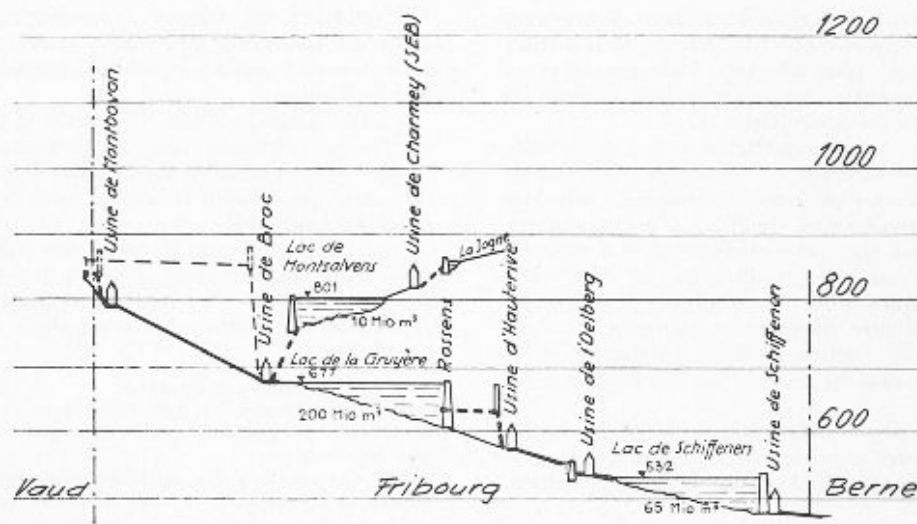 1200
1000
800
600
Usine de Montbovon
Usine de Broc
Usine de Charmey (JSEB)
Lac de
Montsalvens
801
10 Mio m³
La Jogne
Lac de la Gruyère
677
200 Mio m³
Rossens
Usine d'Hauterive
Usine de l'Oelberg
Lac de Schiffenen
532
65 Mio m³
Usine de Schiffenen
Vaud
Fribourg
Berne